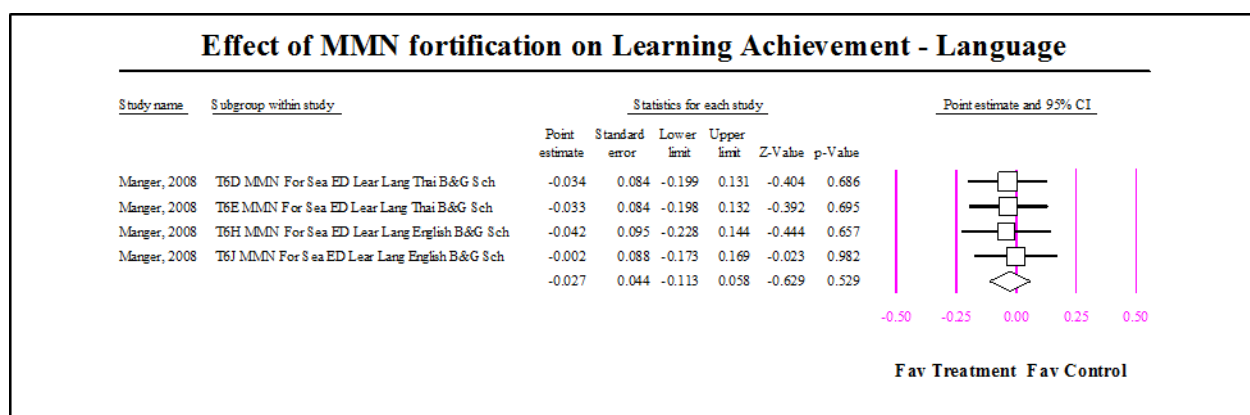 Effect of MMN fortification on Learning Achievement - Language
Study name Subgroup within study Statistics for each study Point estimate and 95% CI
Point Standard Lower Upper
estimate error limit limit Z-Value p-Value
Manger, 2008 T6D MMN For Sea ED Lear Lang Thai B&G Sch -0.034 0.084 -0.199 0.131 -0.404 0.686
Manger, 2008 T6E MMN For Sea ED Lear Lang Thai B&G Sch -0.033 0.084 -0.198 0.132 -0.392 0.695
Manger, 2008 T6H MMN For Sea ED Lear Lang English B&G Sch -0.042 0.095 -0.228 0.144 -0.444 0.657
Manger, 2008 T6J MMN For Sea ED Lear Lang English B&G Sch -0.002 0.088 -0.173 0.169 -0.023 0.982
-0.027 0.044 -0.113 0.058 -0.629 0.529
-0.50 -0.25 0.00 0.25 0.50
Fav Treatment Fav Control